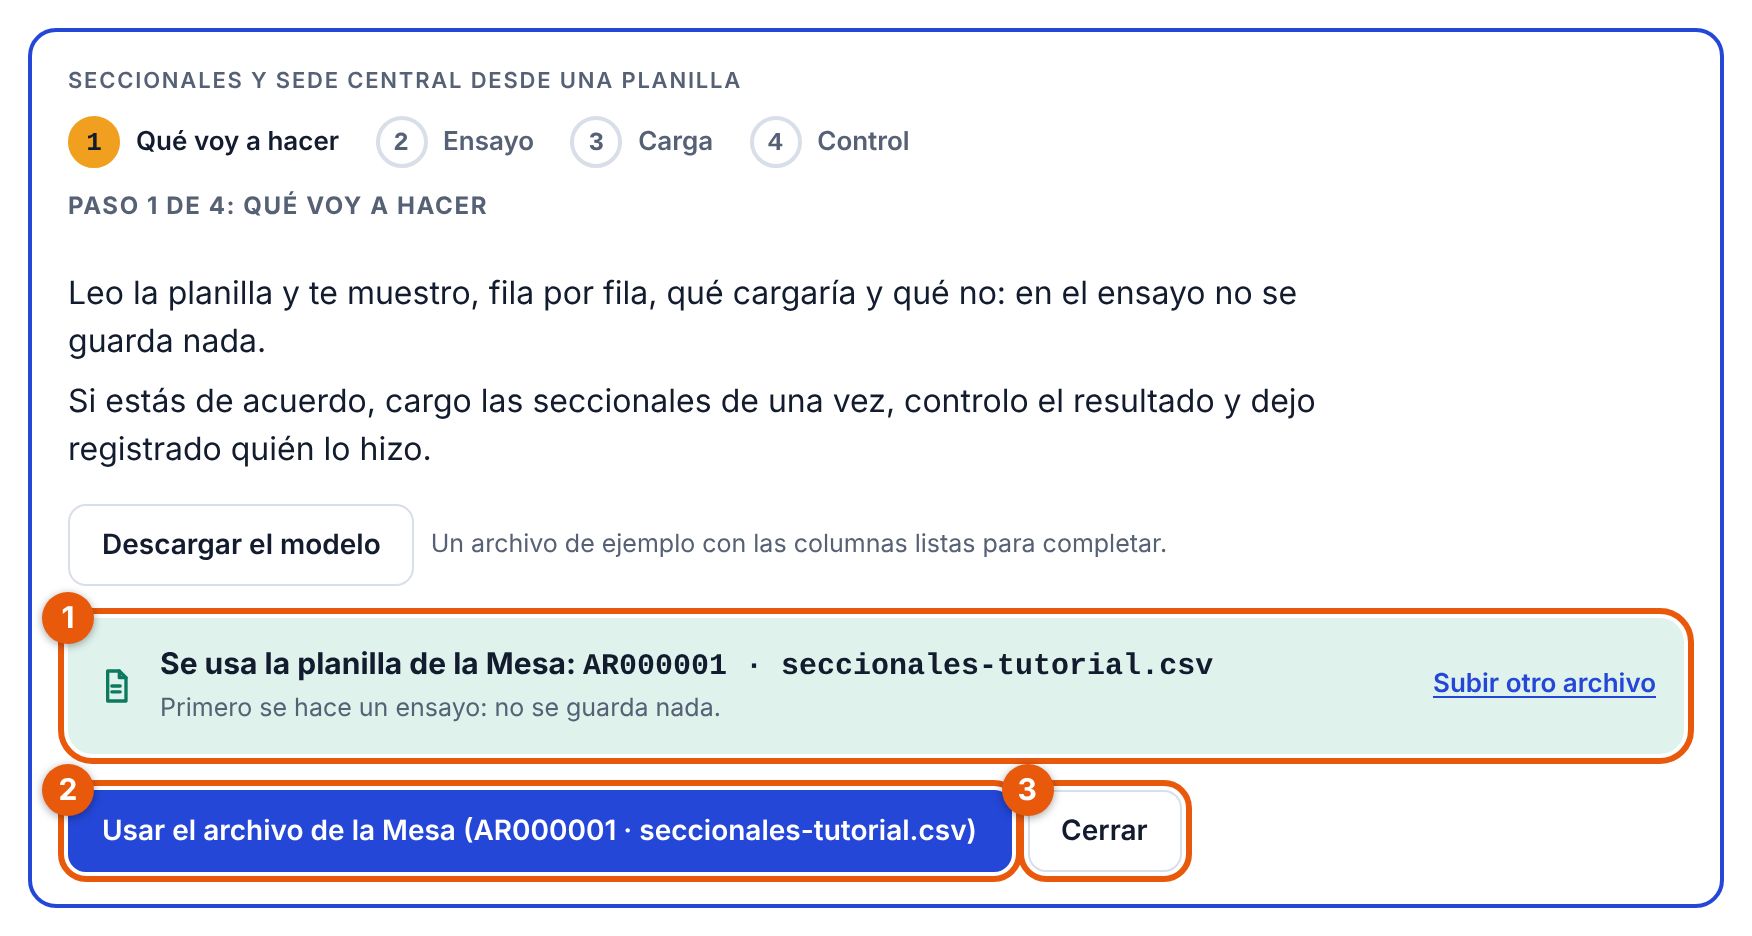 SECCIONALES Y SEDE CENTRAL DESDE UNA PLANILLA
1 Qué voy a hacer 2 Ensayo 3 Carga 4 Control
PASO 1 DE 4: QUÉ VOY A HACER
Leo la planilla y te muestro, fila por fila, qué cargaría y qué no: en el ensayo no se
guarda nada.
Si estás de acuerdo, cargo las seccionales de una vez, controlo el resultado y dejo
registrado quién lo hizo.
Descargar el modelo Un archivo de ejemplo con las columnas listas para completar.
1
Se usa la planilla de la Mesa: AR000001 · seccionales-tutorial.csv
Primero se hace un ensayo: no se guarda nada.
Subir otro archivo
2 Usar el archivo de la Mesa (AR000001 · seccionales-tutorial.csv)
3 Cerrar